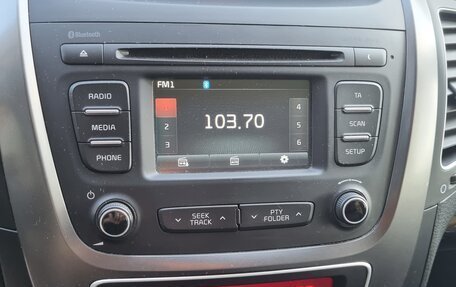 Bluetooth
FM1
RADIO
MEDIA
PHONE
2
3
103.70
4
5
6
TA
SCAN
SETUP
SEEK
TRACK
PTY
FOLDER